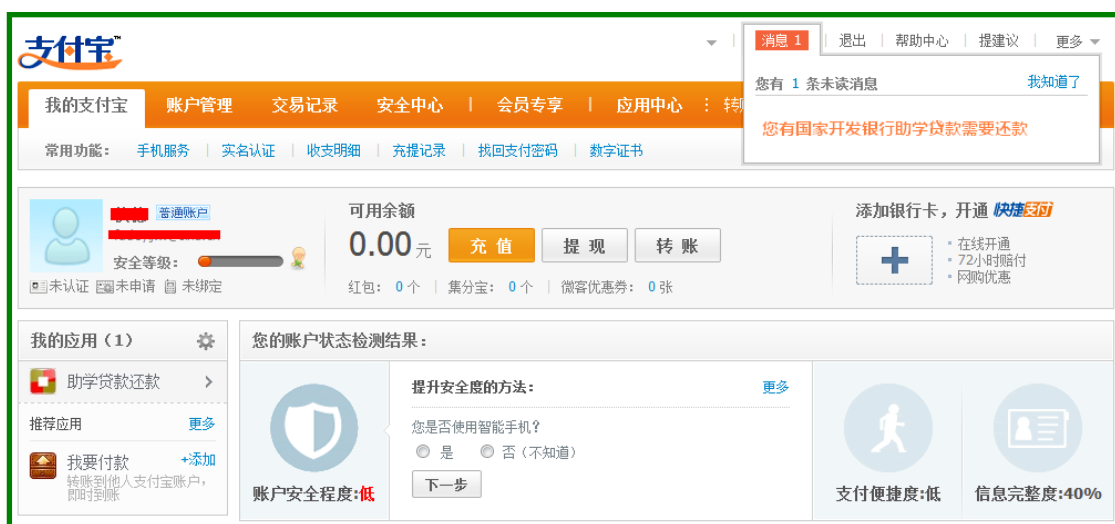 支付宝
消息 1 退出 帮助中心 提建议 更多
您有 1 条未读消息 我知道了
您有国家开发银行助学贷款需要还款
我的支付宝 账户管理 交易记录 安全中心 会员专享 应用中心
常用功能: 手机服务 实名认证 收支明细 充提记录 找回支付密码 数字证书
普通账户
安全等级:
未认证 未申请 未绑定
可用余额
0.00 元 充 值 提 现 转 账
红包: 0 个 集分宝: 0 个 微客优惠券: 0 张
添加银行卡,开通 快捷支付
在线开通
72小时赔付
网购优惠
我的应用(1)
助学贷款还款
推荐应用 更多
我要付款 +添加
转账到他人支付宝账户,
即时到账
您的账户状态检测结果:
账户安全程度:低
提升安全度的方法: 更多
您是否使用智能手机?
是 否(不知道)
下一步
支付便捷度:低 信息完整度:40%